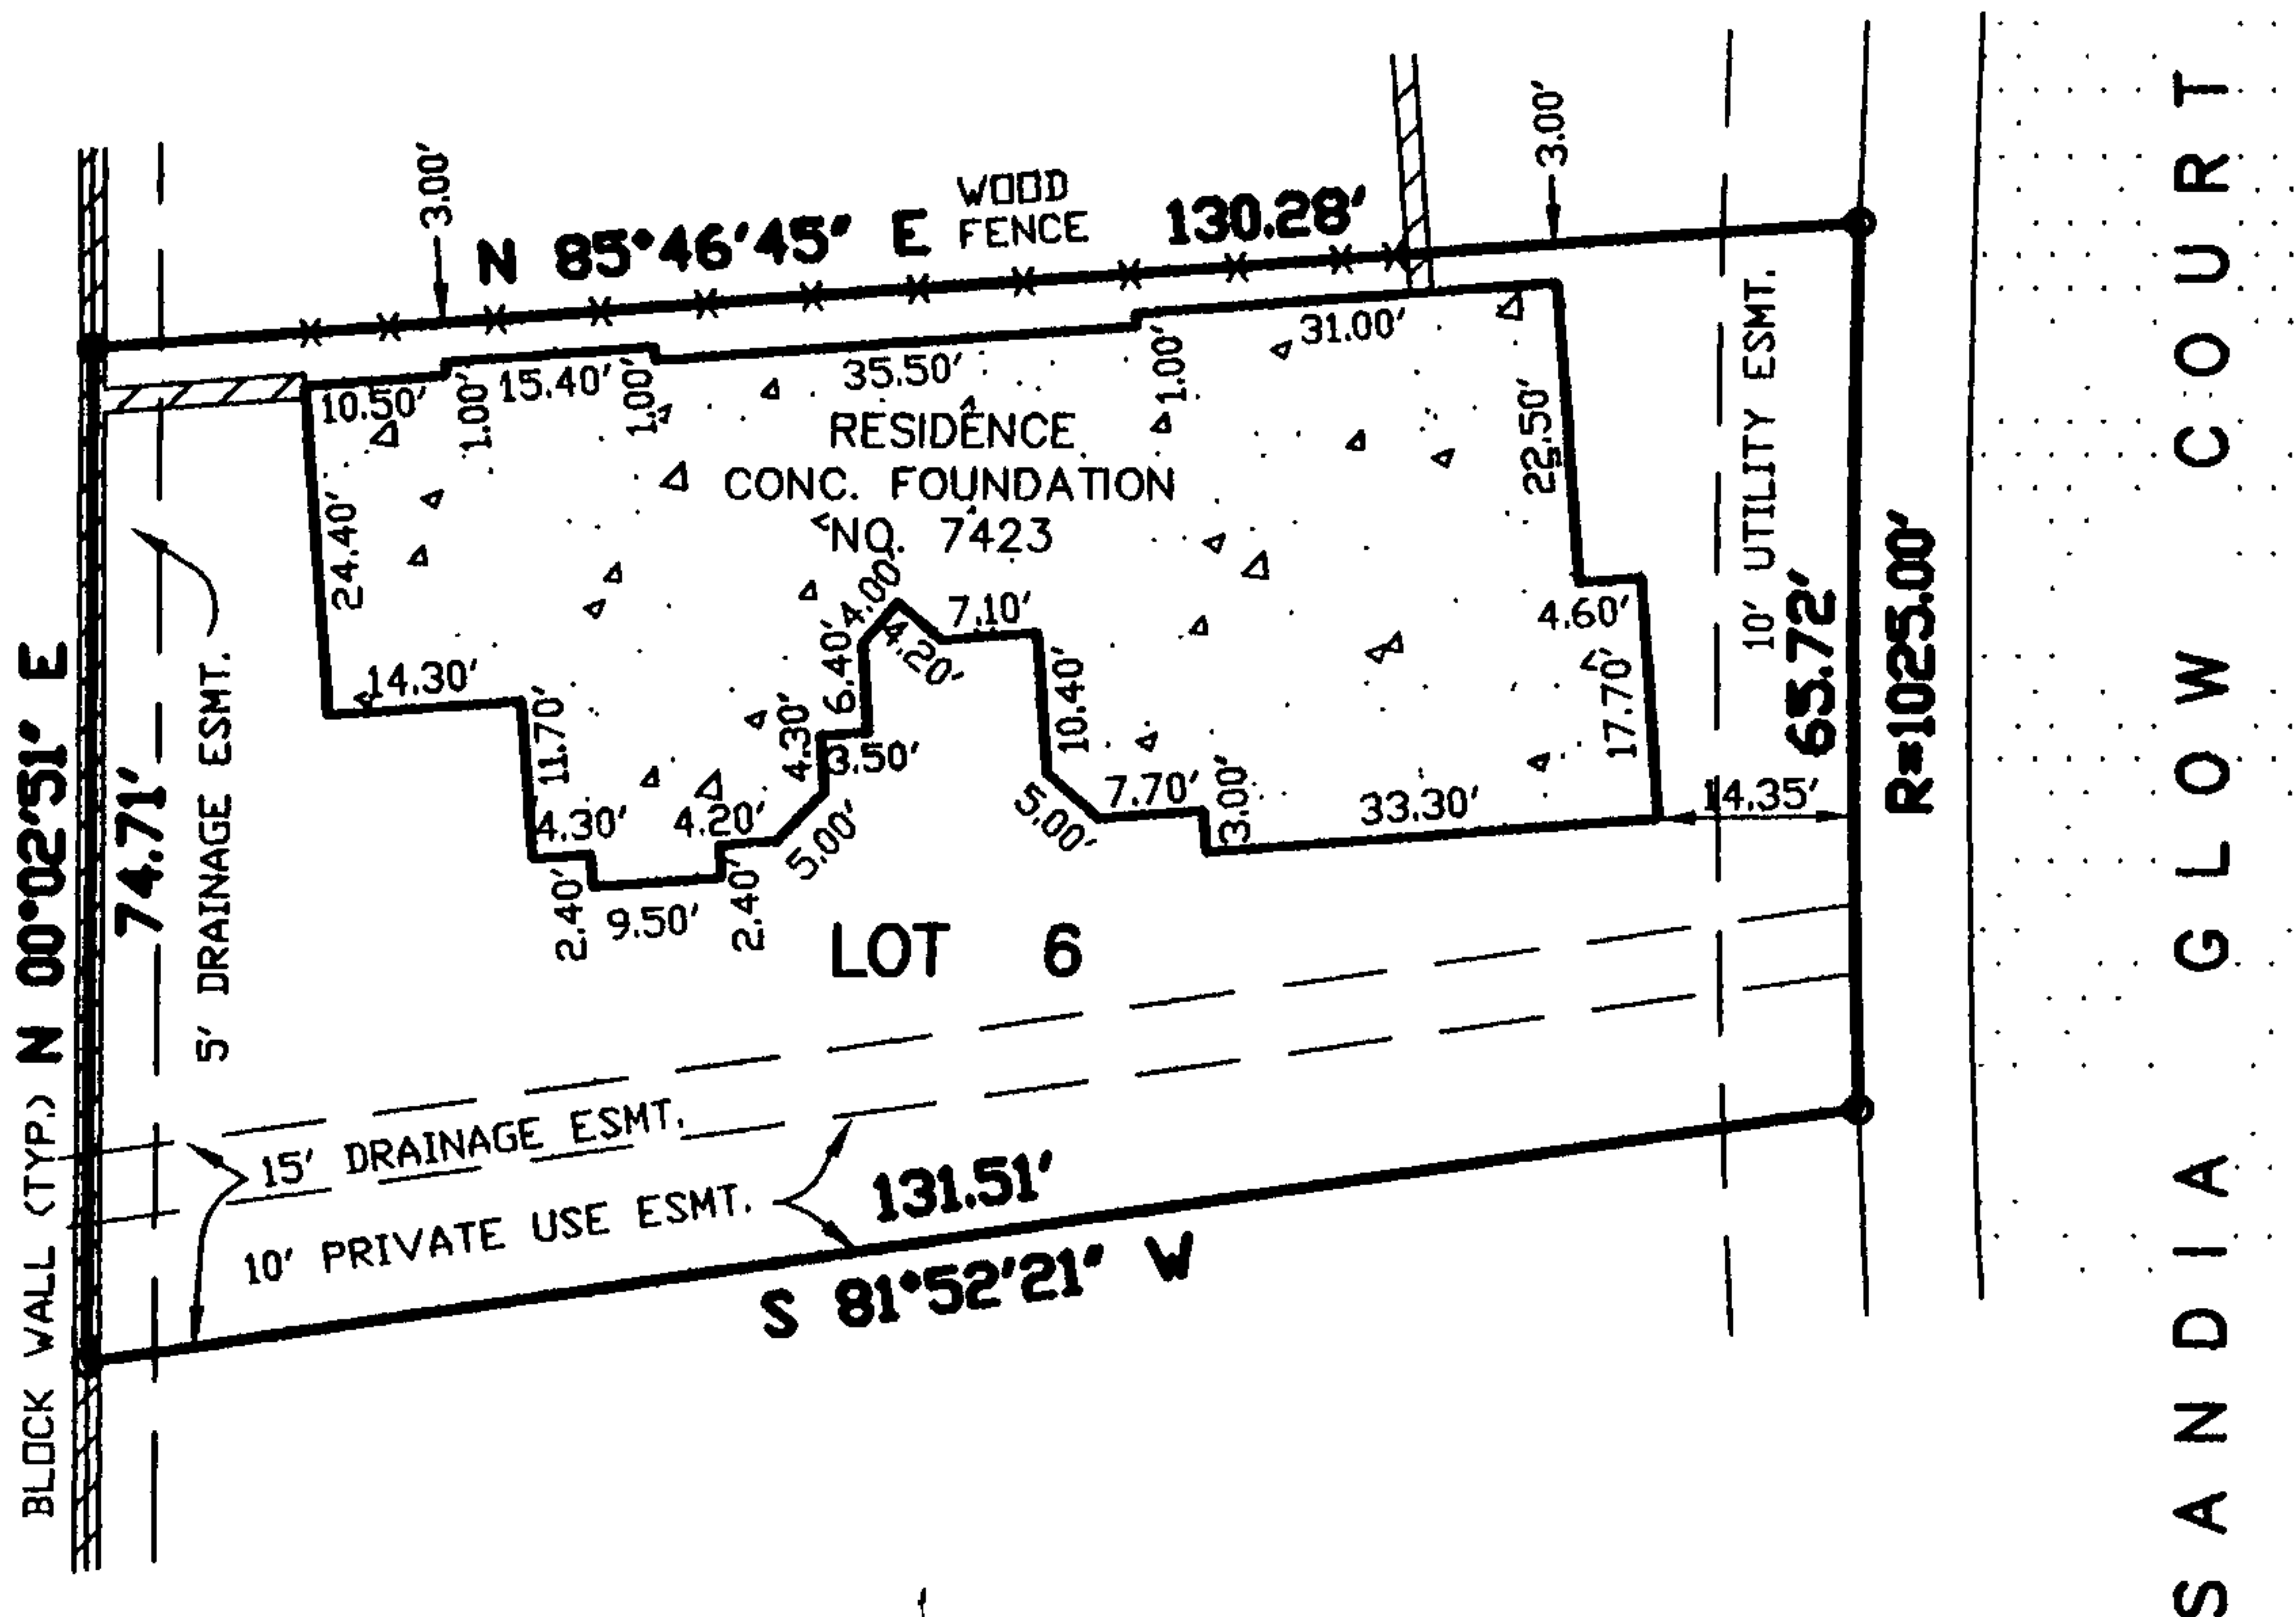 3.00'
3.00'
N 85°46'45" E
WOOD
FENCE
130.28'
10.50'
1.00'
15.40'
1.00'
35.50'
1.00'
31.00'
RESIDENCE
CONC. FOUNDATION
NO. 7423
24.40'
22.50'
4.60'
17.70'
14.30'
11.70'
4.30'
2.40'
9.50'
2.40'
4.20'
5.00'
4.30'
3.50'
6.40'
4.00'
4.20'
7.10'
10.40'
5.00'
7.70'
3.00'
33.30'
14.35'
10' UTILITY ESMT.
65.72'
R=1025.00'
BLOCK WALL (TYP.)
N 00°02'51" E
74.71'
5' DRAINAGE ESMT.
LOT 6
15' DRAINAGE ESMT.
10' PRIVATE USE ESMT.
131.51'
S 81°52'21" W
SANDIA GLOW COURT